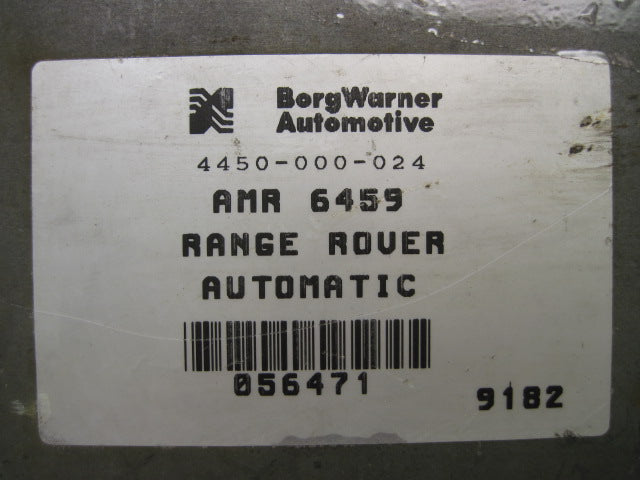 BorgWarner
Automotive
4450-000-024
AMR 6459
RANGE ROVER
AUTOMATIC
056471
9182